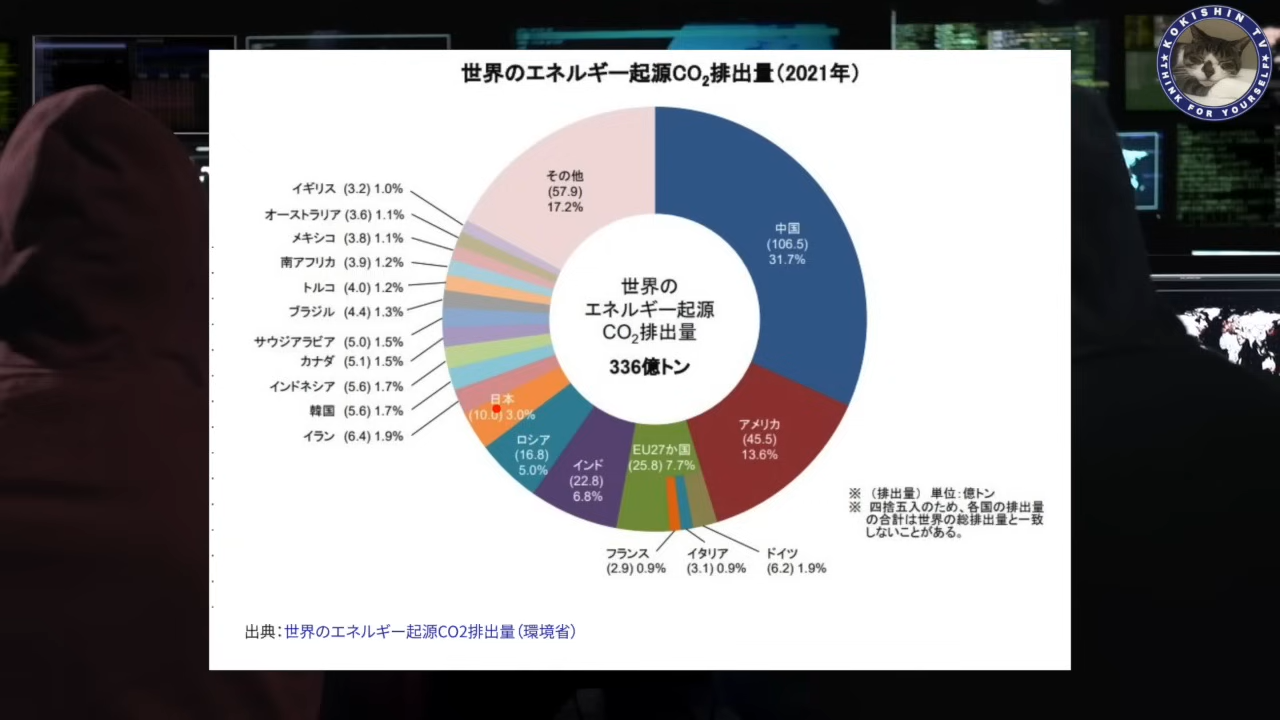 KOKISHIN TV
THINK FOR YOURSELF
世界のエネルギー起源CO2排出量(2021年)
その他
(57.9)
17.2%
中国
(106.5)
31.7%
イギリス (3.2) 1.0%
オーストラリア (3.6) 1.1%
メキシコ (3.8) 1.1%
南アフリカ (3.9) 1.2%
トルコ (4.0) 1.2%
ブラジル (4.4) 1.3%
サウジアラビア (5.0) 1.5%
カナダ (5.1) 1.5%
インドネシア (5.6) 1.7%
韓国 (5.6) 1.7%
イラン (6.4) 1.9%
世界の
エネルギー起源
CO2排出量
336億トン
日本
3.0%
ロシア
(16.8)
5.0%
インド
(22.8)
6.8%
EU27か国
(25.8) 7.7%
アメリカ
(45.5)
13.6%
フランス
(2.9) 0.9%
イタリア
(3.1) 0.9%
ドイツ
(6.2) 1.9%
※ (排出量) 単位:億トン
※ 四捨五入のため、各国の排出量
の合計は世界の総排出量と一致
しないことがある。
出典:世界のエネルギー起源CO2排出量(環境省)